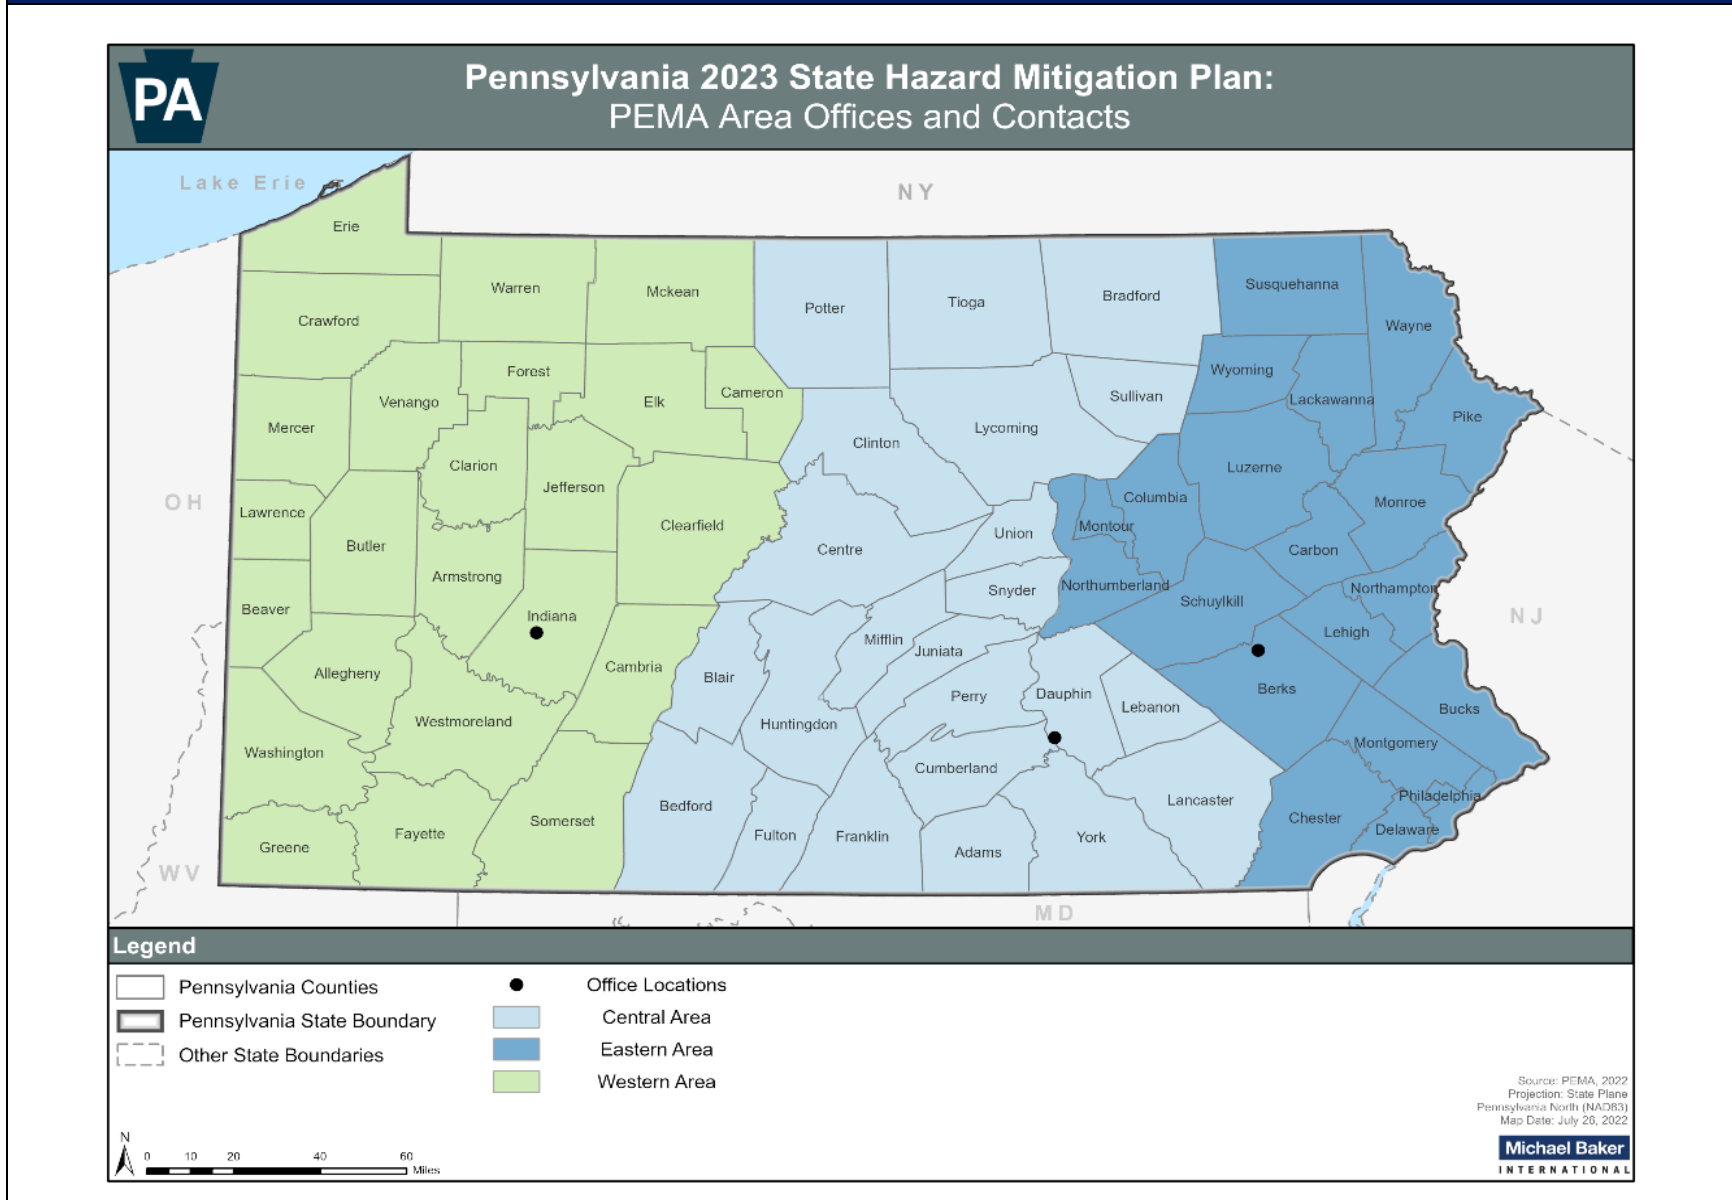 PA
Pennsylvania 2023 State Hazard Mitigation Plan:
PEMA Area Offices and Contacts
Lake Erie
NY
Erie
Warren
Mckean
Potter
Tioga
Bradford
Susquehanna
Wayne
Crawford
Forest
Wyoming
Venango
Elk
Cameron
Sullivan
Lackawanna
Pike
Mercer
Clinton
Lycoming
Clarion
Jefferson
Luzerne
OH
Lawrence
Clearfield
Columbia
Monroe
Butler
Centre
Union
Montour
Carbon
Armstrong
Snyder
Northumberland
Northampton
Beaver
Indiana
Schuylkill
NJ
Mifflin
Juniata
Lehigh
Allegheny
Cambria
Blair
Perry
Dauphin
Lebanon
Berks
Westmoreland
Huntingdon
Bucks
Washington
Cumberland
Montgomery
Bedford
Lancaster
Philadelphia
Greene
Fayette
Somerset
Fulton
Franklin
Adams
York
Chester
Delaware
WV
MD
Legend
Pennsylvania Counties
Pennsylvania State Boundary
Other State Boundaries
Office Locations
Central Area
Eastern Area
Western Area
Source: PEMA, 2022
Projection: State Plane
Pennsylvania North (NAD83)
Map Date: July 26, 2022
N
0 10 20 40 60
Miles
Michael Baker
INTERNATIONAL